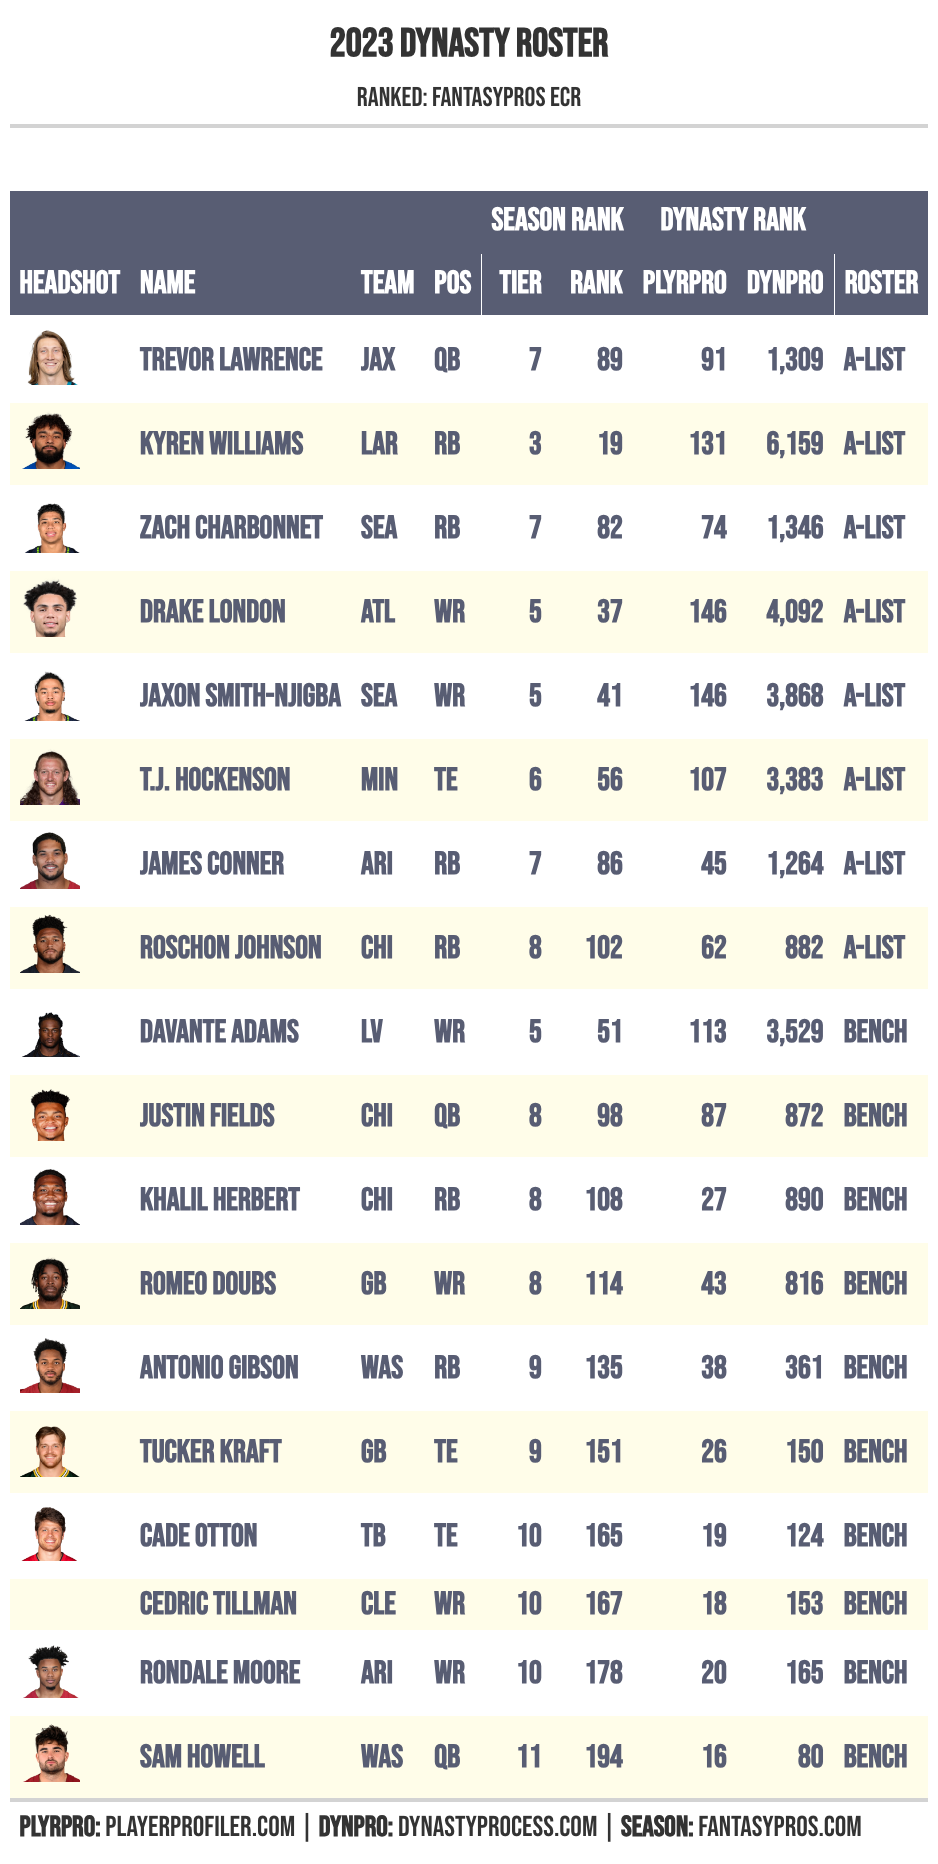 2023 DYNASTY ROSTER
RANKED: FANTASYPROS ECR
SEASON RANK DYNASTY RANK
HEADSHOT NAME TEAM POS TIER RANK PLYRPRO DYNPRO ROSTER
TREVOR LAWRENCE JAX QB 7 89 91 1,309 A-LIST
KYREN WILLIAMS LAR RB 3 19 131 6,159 A-LIST
ZACH CHARBONNET SEA RB 7 82 74 1,346 A-LIST
DRAKE LONDON ATL WR 5 37 146 4,092 A-LIST
JAXON SMITH-NJIGBA SEA WR 5 41 146 3,868 A-LIST
T.J. HOCKENSON MIN TE 6 56 107 3,383 A-LIST
JAMES CONNER ARI RB 7 86 45 1,264 A-LIST
ROSCHON JOHNSON CHI RB 8 102 62 882 A-LIST
DAVANTE ADAMS LV WR 5 51 113 3,529 BENCH
JUSTIN FIELDS CHI QB 8 98 87 872 BENCH
KHALIL HERBERT CHI RB 8 108 27 890 BENCH
ROMEO DOUBS GB WR 8 114 43 816 BENCH
ANTONIO GIBSON WAS RB 9 135 38 361 BENCH
TUCKER KRAFT GB TE 9 151 26 150 BENCH
CADE OTTON TB TE 10 165 19 124 BENCH
CEDRIC TILLMAN CLE WR 10 167 18 153 BENCH
RONDALE MOORE ARI WR 10 178 20 165 BENCH
SAM HOWELL WAS QB 11 194 16 80 BENCH
PLYRPRO: PLAYERPROFILER.COM | DYNPRO: DYNASTYPROCESS.COM | SEASON: FANTASYPROS.COM